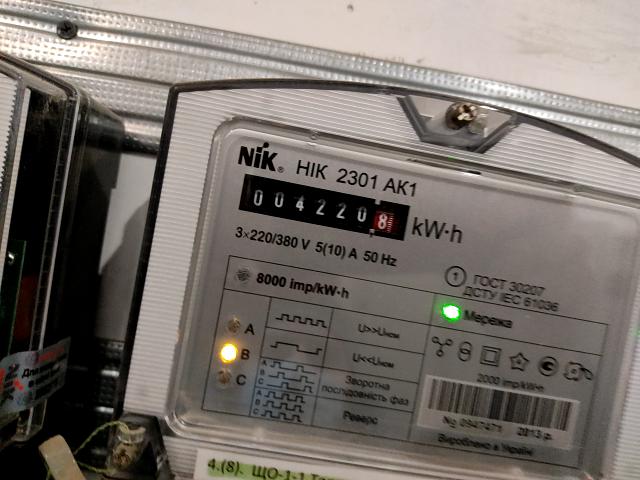 NiK® НІК 2301 АК1
0042208 kW·h
3×220/380 V 5(10) A 50 Hz
8000 imp/kW·h
1 ГОСТ 30207
ДСТУ IEC 61036
Мережа
A U>>Uном
B U<<Uном
C
A
B
C
Зворотна
послідовність фаз
A
B
C
Реверс
2000 imp/kW·h
№ 0947471 2013 р.
Вироблено в Україні
4.(8). ЩО-1-1